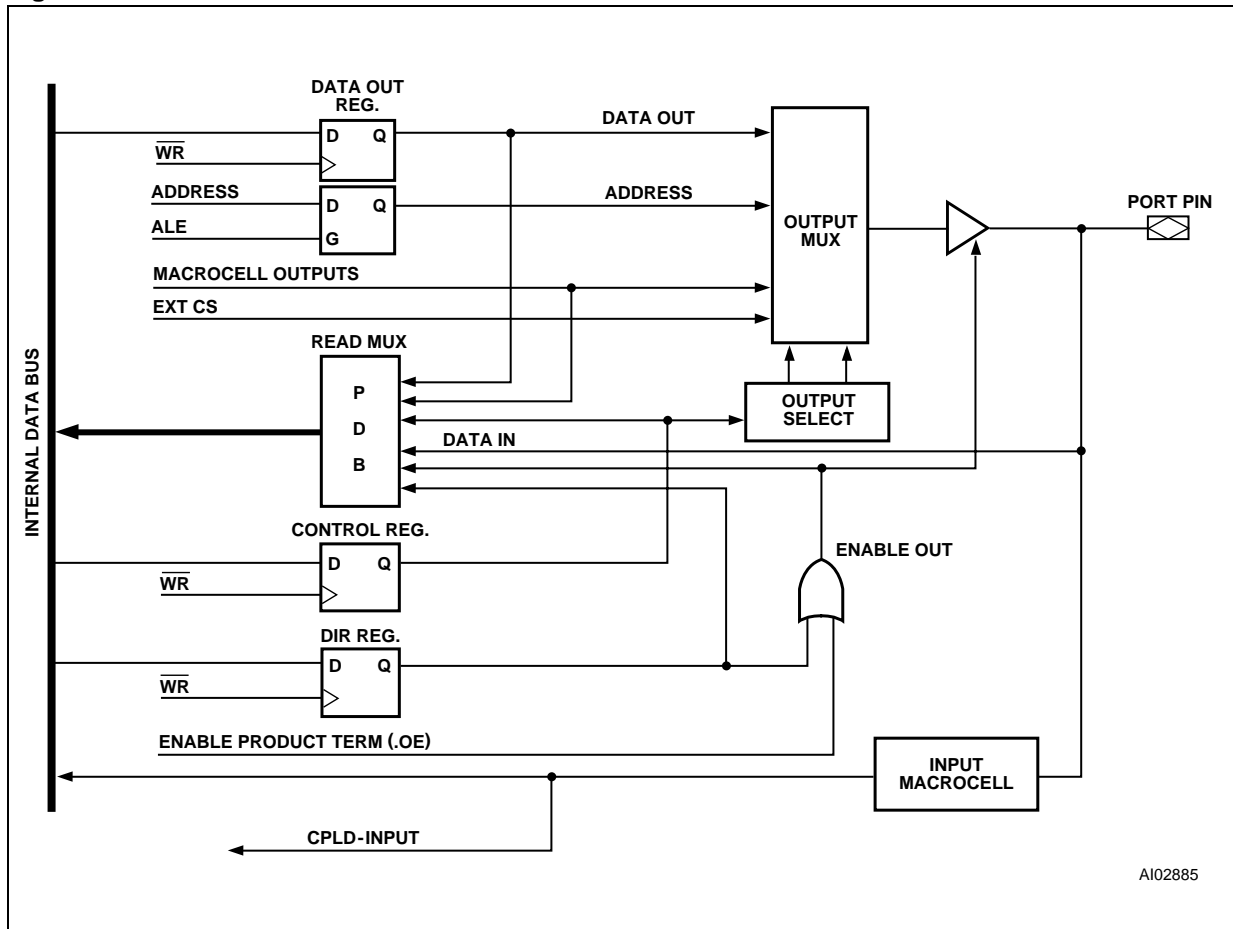 DATA OUT
REG.
D Q
DATA OUT
WR
ADDRESS
D Q
ADDRESS
ALE
G
OUTPUT
MUX
PORT PIN
MACROCELL OUTPUTS
EXT CS
READ MUX
P
D
B
OUTPUT
SELECT
DATA IN
INTERNAL DATA BUS
CONTROL REG.
D Q
WR
ENABLE OUT
DIR REG.
D Q
WR
ENABLE PRODUCT TERM (.OE)
INPUT
MACROCELL
CPLD-INPUT
AI02885